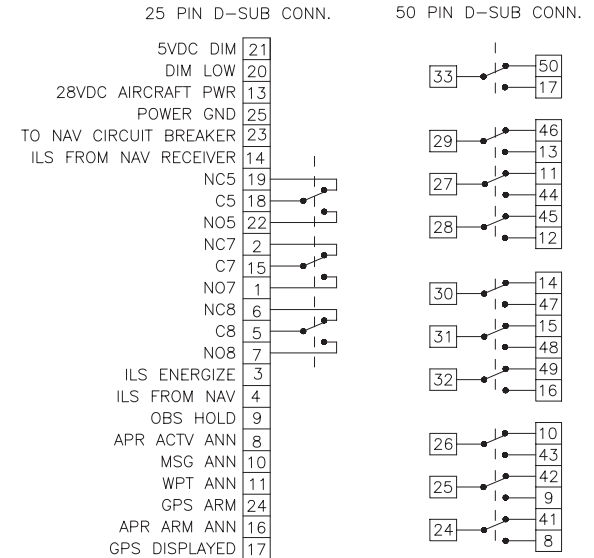 25 PIN D-SUB CONN.
50 PIN D-SUB CONN.
5VDC DIM 21
DIM LOW 20
28VDC AIRCRAFT PWR 13
POWER GND 25
TO NAV CIRCUIT BREAKER 23
ILS FROM NAV RECEIVER 14
NC5 19
C5 18
NO5 22
NC7 2
C7 15
NO7 1
NC8 6
C8 5
NO8 7
ILS ENERGIZE 3
ILS FROM NAV 4
OBS HOLD 9
APR ACTV ANN 8
MSG ANN 10
WPT ANN 11
GPS ARM 24
APR ARM ANN 16
GPS DISPLAYED 17
50
33
17
46
29
13
11
27
44
45
28
12
14
30
47
15
31
48
49
32
16
10
26
43
42
25
9
41
24
8